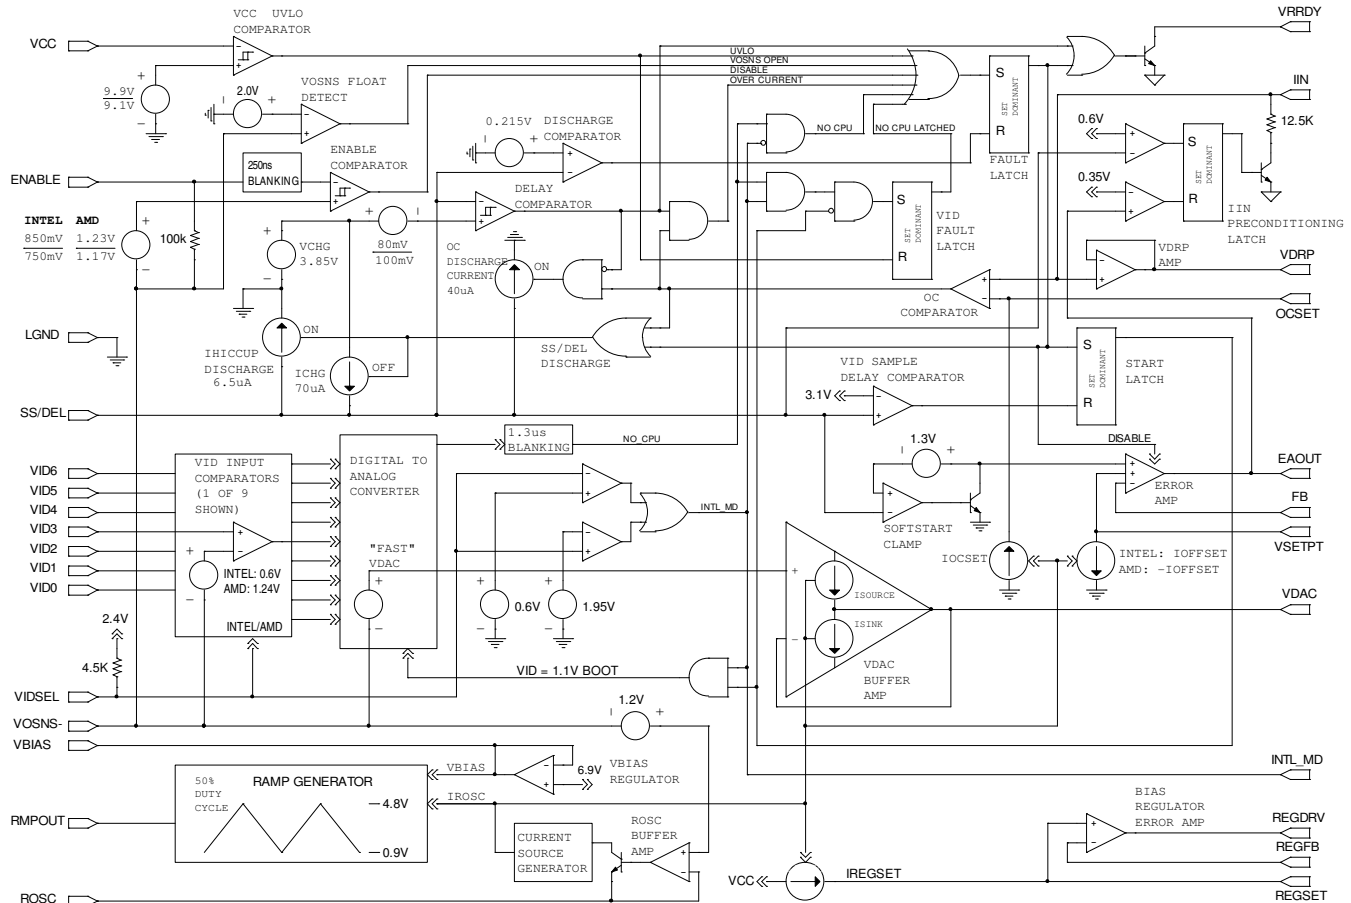 VCC UVLO
COMPARATOR
VRRDY
VCC
UVLO
VOSNS OPEN
DISABLE
OVER CURRENT
9.9V
9.1V
VOSNS FLOAT
DETECT
2.0V
S
SET
DOMINANT
R
FAULT
LATCH
IIN
12.5K
0.6V
0.35V
S
SET
DOMINANT
R
IIN
PRECONDITIONING
LATCH
0.215V
DISCHARGE
COMPARATOR
NO CPU
NO CPU LATCHED
ENABLE
COMPARATOR
250ns
BLANKING
ENABLE
DELAY
COMPARATOR
S
SET
DOMINANT
R
VID
FAULT
LATCH
INTEL AMD
850mV 1.23V
750mV 1.17V
100k
VCHG
3.85V
80mV
100mV
OC
DISCHARGE
CURRENT
40uA
ON
VDRP
AMP
VDRP
OC
COMPARATOR
OCSET
LGND
ON
IHICCUP
DISCHARGE
6.5uA
ICHG
70uA
OFF
SS/DEL
DISCHARGE
VID SAMPLE
DELAY COMPARATOR
3.1V
S
SET
DOMINANT
R
START
LATCH
SS/DEL
1.3us
BLANKING
NO_CPU
1.3V
DISABLE
EAOUT
ERROR
AMP
FB
VSETPT
SOFTSTART
CLAMP
VID6
VID5
VID4
VID3
VID2
VID1
VID0
VID INPUT
COMPARATORS
(1 OF 9
SHOWN)
INTEL: 0.6V
AMD: 1.24V
INTEL/AMD
DIGITAL TO
ANALOG
CONVERTER
"FAST"
VDAC
INTL_MD
0.6V
1.95V
IOCSET
INTEL: IOFFSET
AMD: -IOFFSET
ISOURCE
ISINK
VDAC
BUFFER
AMP
VDAC
2.4V
4.5K
VID = 1.1V BOOT
VIDSEL
VOSNS-
1.2V
VBIAS
VBIAS
6.9V
VBIAS
REGULATOR
INTL_MD
50%
DUTY
CYCLE
RAMP GENERATOR
4.8V
0.9V
RMPOUT
IROSC
CURRENT
SOURCE
GENERATOR
ROSC
BUFFER
AMP
BIAS
REGULATOR
ERROR AMP
REGDRV
REGFB
VCC
IREGSET
REGSET
ROSC